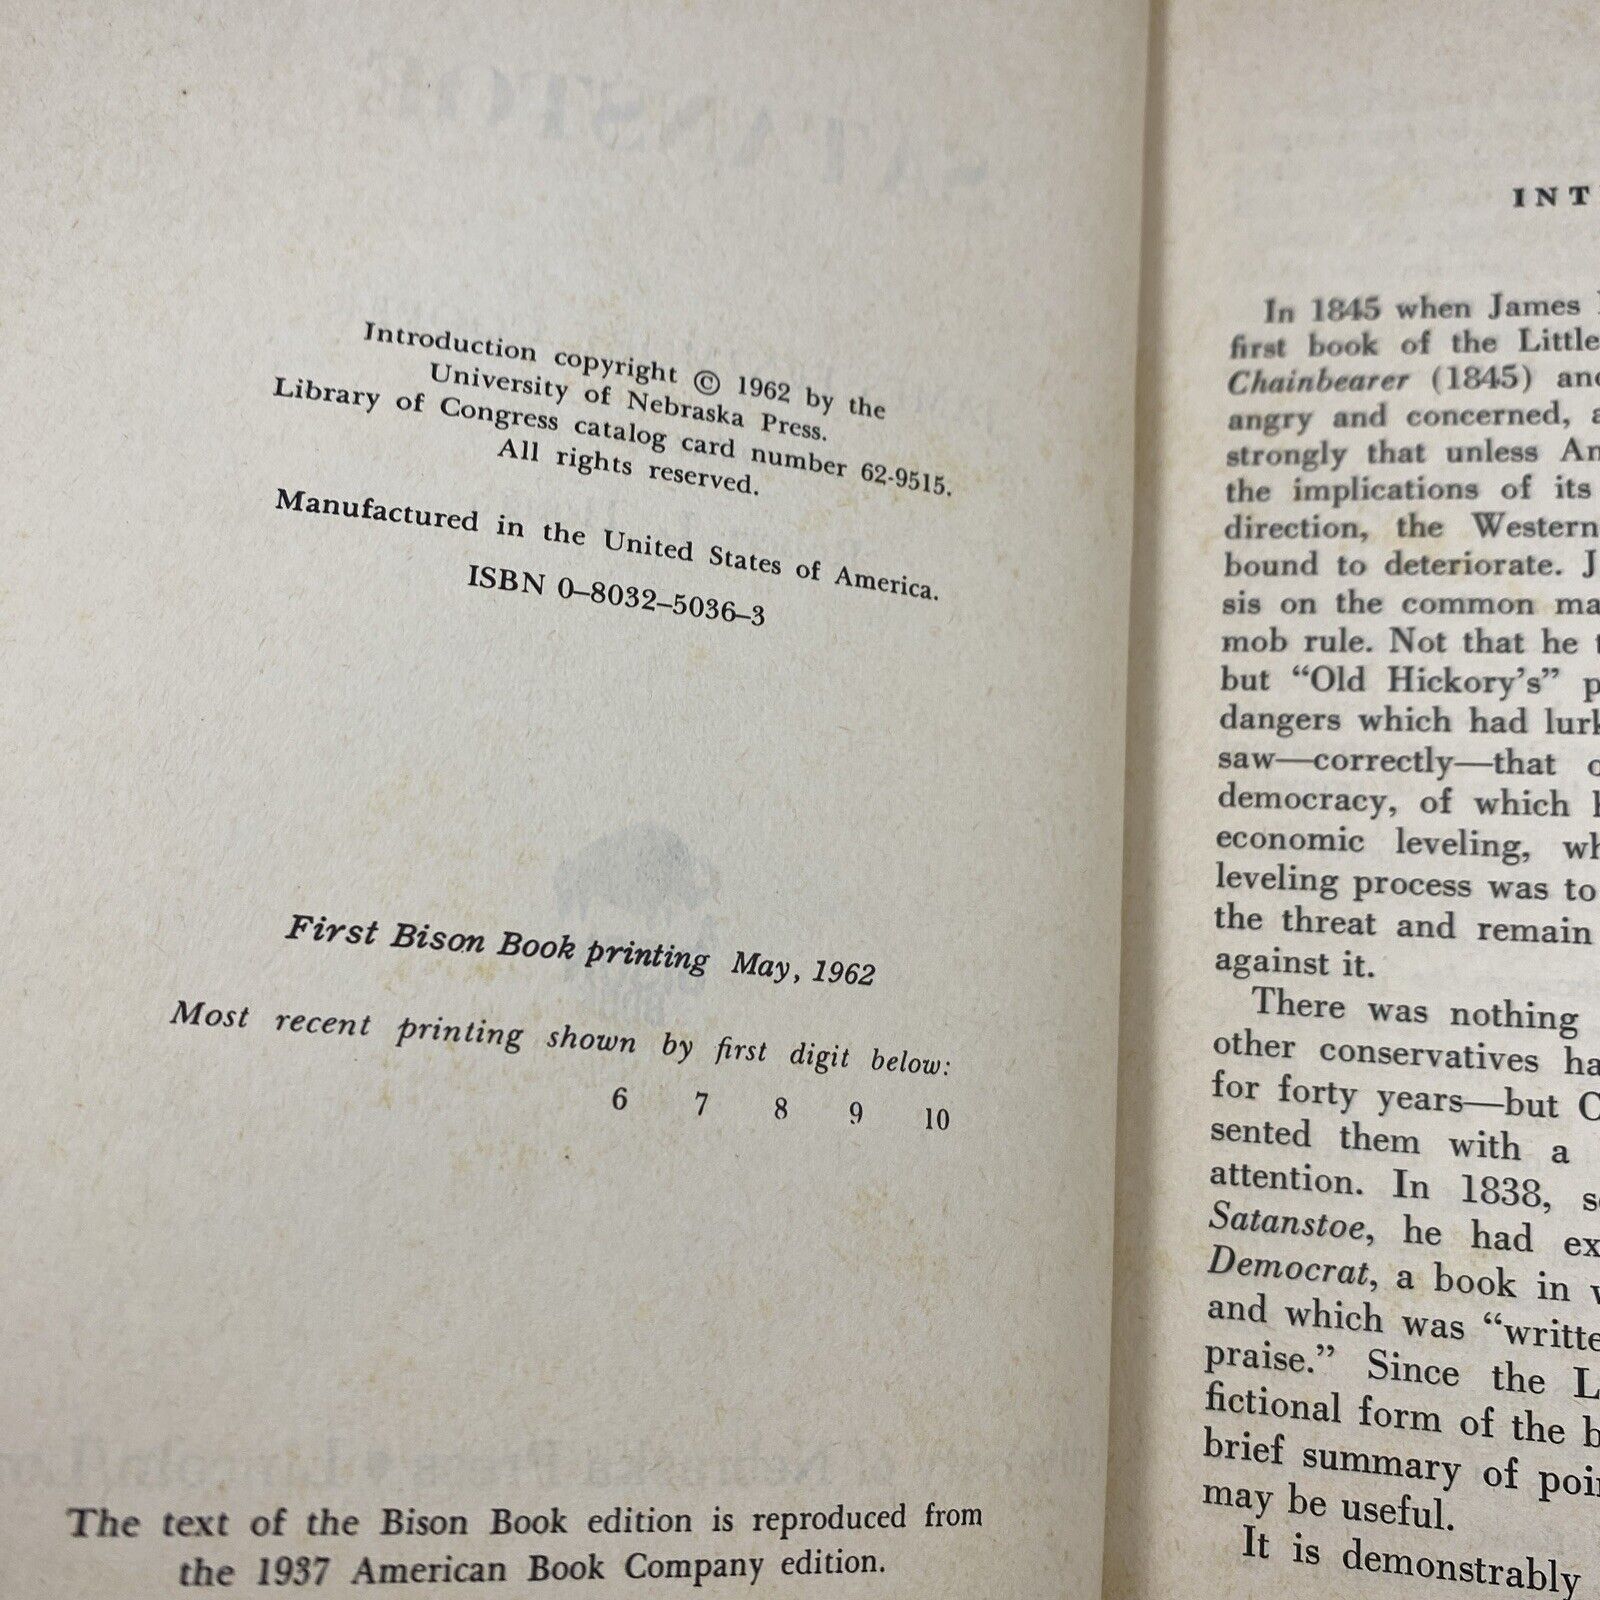 Introduction copyright © 1962 by the
University of Nebraska Press.
Library of Congress catalog card number 62-9515.
All rights reserved.
Manufactured in the United States of America.
ISBN 0–8032–5036–3
First Bison Book printing May, 1962
Most recent printing shown by first digit below:
6 7 8 9 10
The text of the Bison Book edition is reproduced from
the 1937 American Book Company edition.
INT
In 1845 when James
first book of the Little
Chainbearer (1845) and
angry and concerned, a
strongly that unless Am
the implications of its
direction, the Western
bound to deteriorate. J
sis on the common ma
mob rule. Not that he t
but “Old Hickory’s” p
dangers which had lurk
saw—correctly—that o
democracy, of which
economic leveling, wh
leveling process was to
the threat and remain
against it.
There was nothing
other conservatives ha
for forty years—but C
sented them with a
attention. In 1838, se
Satanstoe, he had ex
Democrat, a book in w
and which was “writte
praise.” Since the L
fictional form of the b
brief summary of poin
may be useful.
It is demonstrably